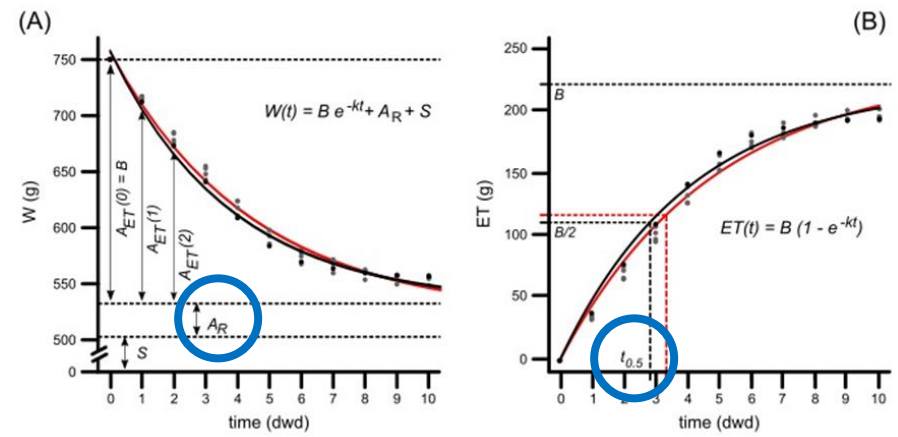 (A)
(B)
750
700
650
600
550
500
0
W (g)
W(t) = B e^-kt + A_R + S
A_ET(0) = B
A_ET(1)
A_ET(2)
A_R
S
0 1 2 3 4 5 6 7 8 9 10
time (dwd)
250
200
150
100
50
0
ET (g)
B
B/2
ET(t) = B (1 - e^-kt)
t_0.5
0 1 2 3 4 5 6 7 8 9 10
time (dwd)